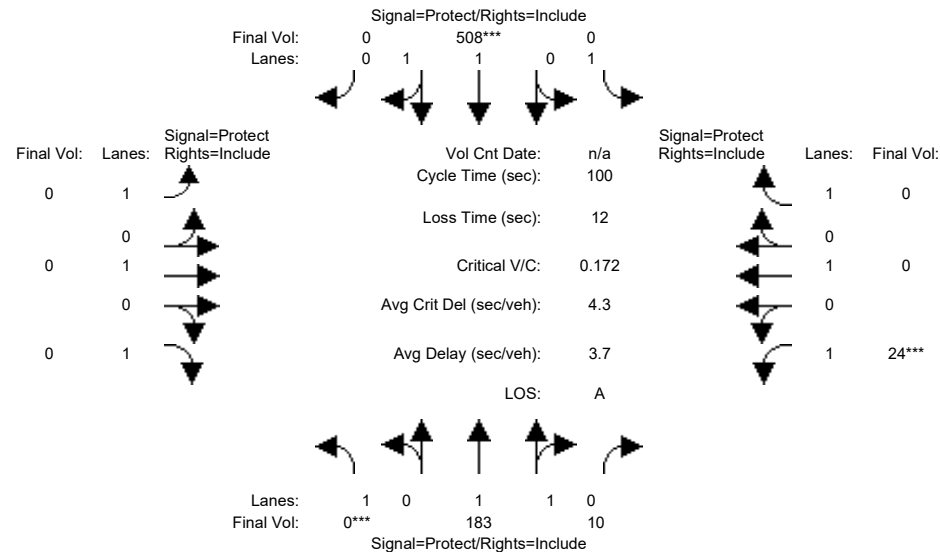 Signal=Protect/Rights=Include
Final Vol: 0 508*** 0
Lanes: 0 1 1 0 1
Signal=Protect Signal=Protect
Final Vol: Lanes: Rights=Include Vol Cnt Date: n/a Rights=Include Lanes: Final Vol:
Cycle Time (sec): 100
0 1 1 0
Loss Time (sec): 12
0 0
0 1 Critical V/C: 0.172 1 0
0 Avg Crit Del (sec/veh): 4.3 0
0 1 Avg Delay (sec/veh): 3.7 1 24***
LOS: A
Lanes: 1 0 1 1 0
Final Vol: 0*** 183 10
Signal=Protect/Rights=Include